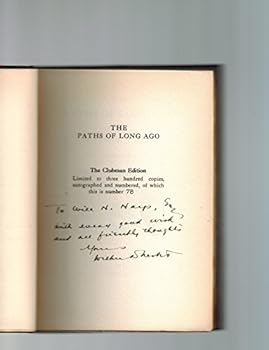 THE
PATHS OF LONG AGO
The Clubman Edition
Limited to three hundred copies,
autographed and numbered, of which
this is number 78
To Will H. Hays, Esq
with every good wish
and all friendly thoughts
Yours